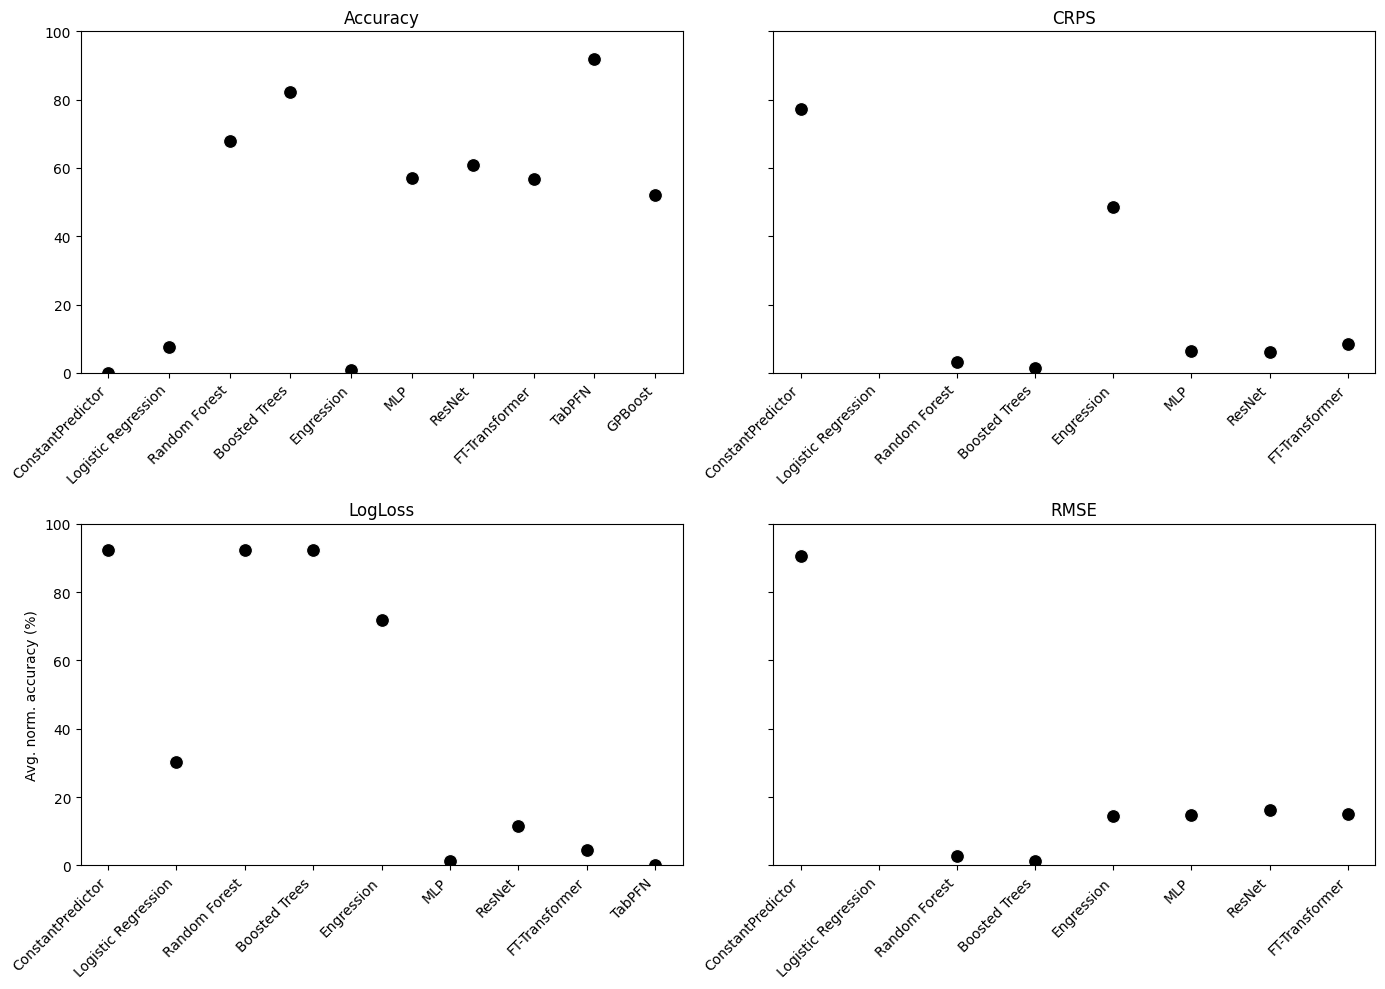 Accuracy
100
80
60
40
20
0
ConstantPredictor
Logistic Regression
Random Forest
Boosted Trees
Engression
MLP
ResNet
FT-Transformer
TabPFN
GPBoost
CRPS
ConstantPredictor
Logistic Regression
Random Forest
Boosted Trees
Engression
MLP
ResNet
FT-Transformer
LogLoss
Avg. norm. accuracy (%)
100
80
60
40
20
0
ConstantPredictor
Logistic Regression
Random Forest
Boosted Trees
Engression
MLP
ResNet
FT-Transformer
TabPFN
RMSE
ConstantPredictor
Logistic Regression
Random Forest
Boosted Trees
Engression
MLP
ResNet
FT-Transformer